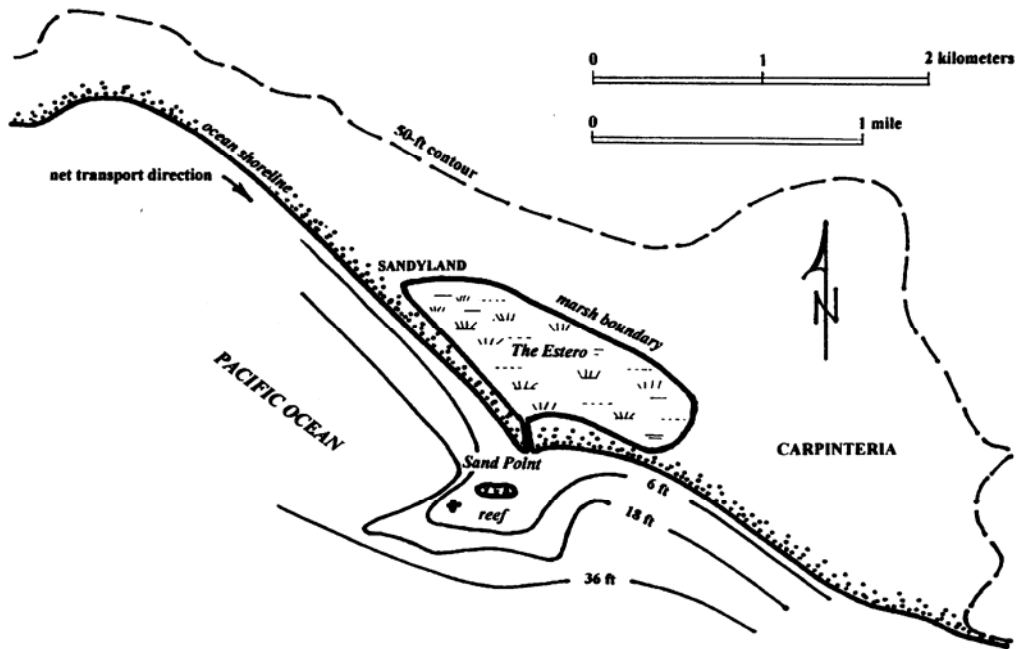 0 1 2 kilometers
0 1 mile
50-ft contour
ocean shoreline
net transport direction
SANDYLAND
marsh boundary
The Estero
N
PACIFIC OCEAN
CARPINTERIA
Sand Point
reef
6 ft
18 ft
36 ft